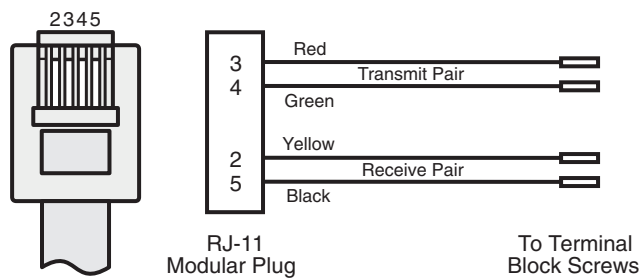 2345
3
Red
Transmit Pair
4
Green
2
Yellow
Receive Pair
5
Black
RJ-11
Modular Plug
To Terminal
Block Screws